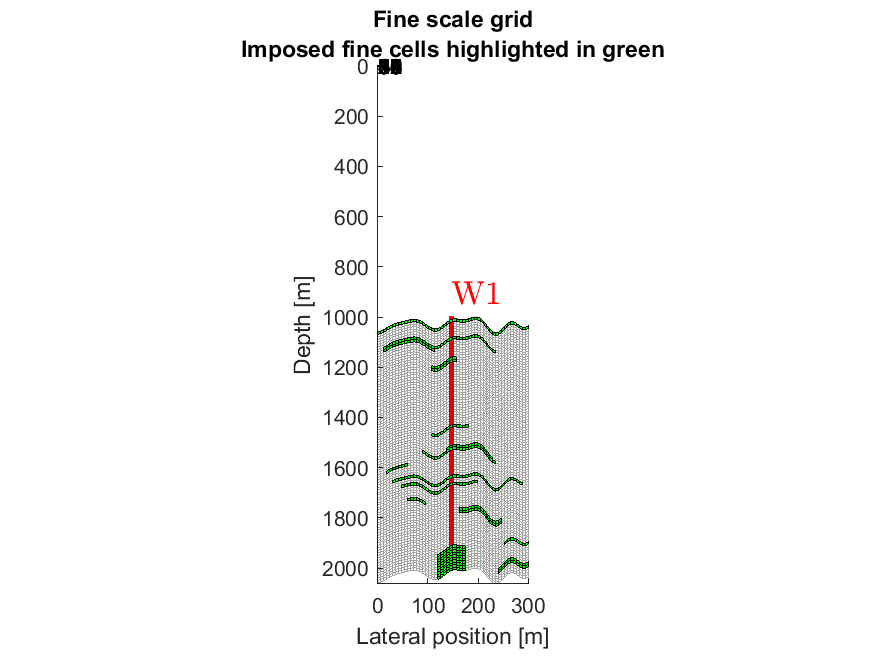 Fine scale grid
Imposed fine cells highlighted in green
0
200
400
600
800
1000
1200
1400
1600
1800
2000
Depth [m]
W1
0 100 200 300
Lateral position [m]